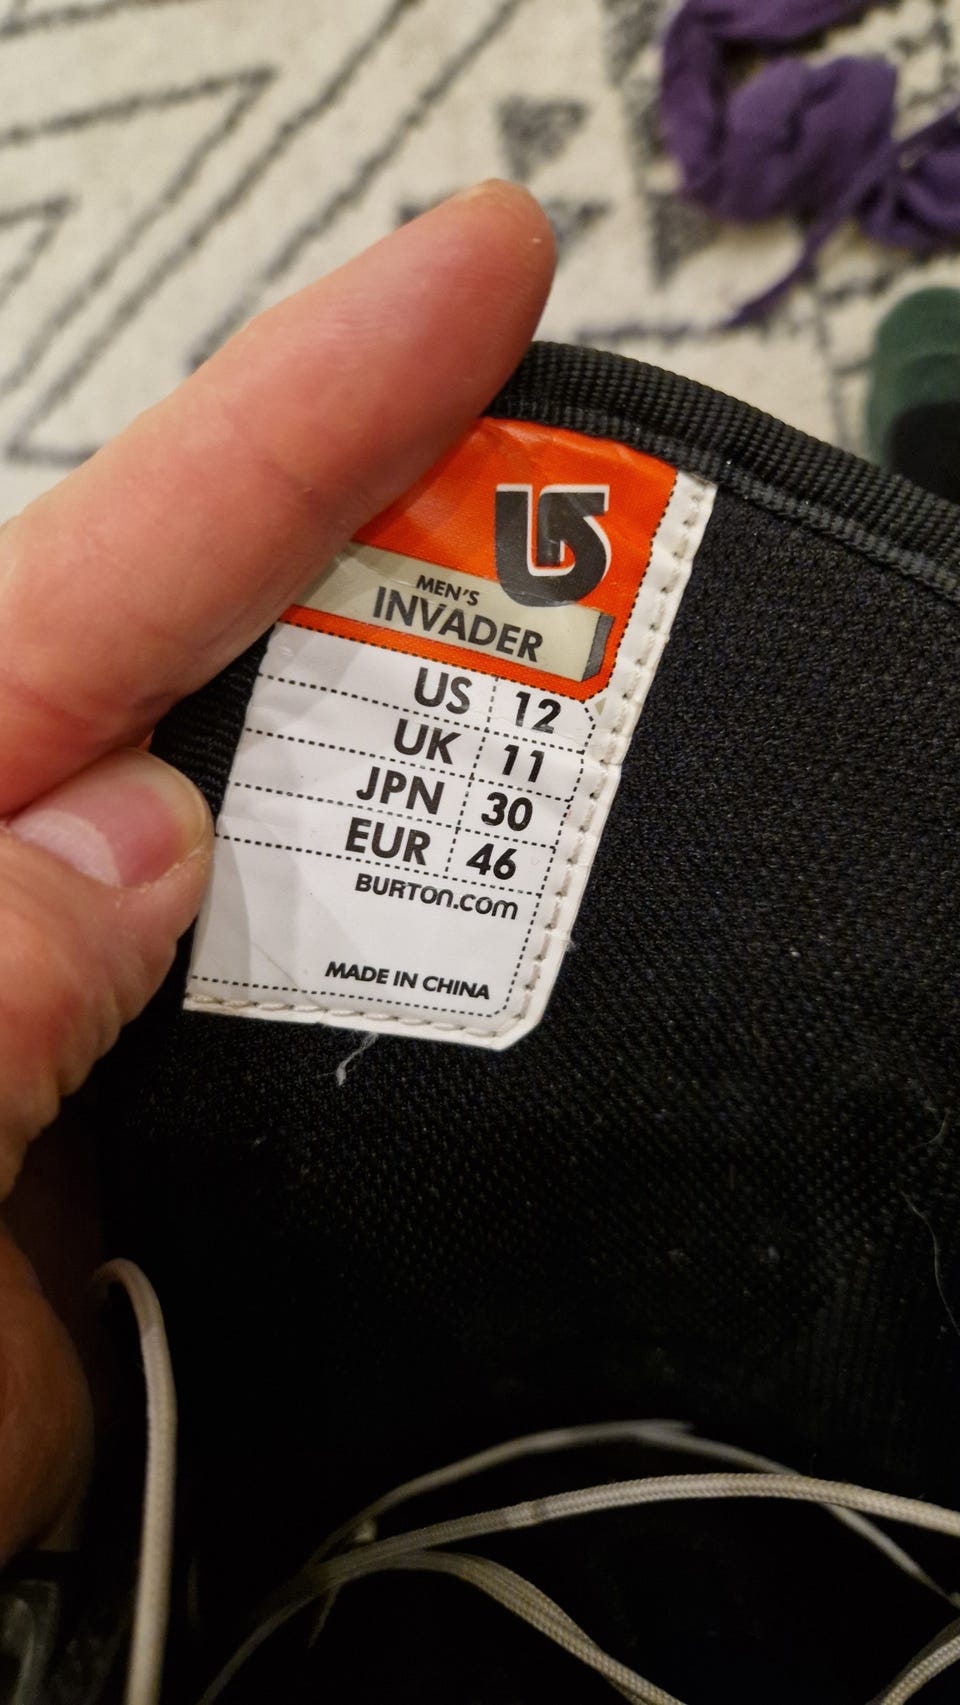 MEN'S
INVADER
US 12
UK 11
JPN 30
EUR 46
BURTON.COM
MADE IN CHINA